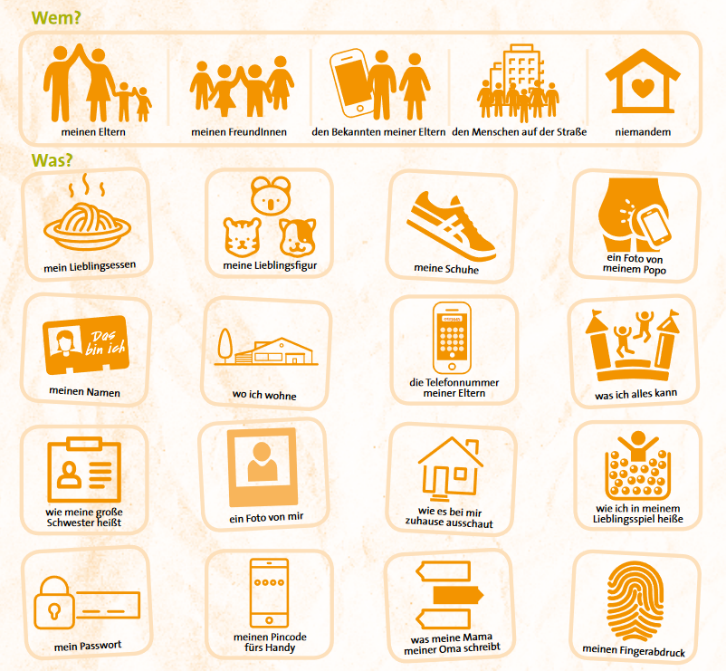 Wem?
meinen Eltern
meinen FreundInnen
den Bekannten meiner Eltern
den Menschen auf der Straße
niemandem
Was?
mein Lieblingsessen
meine Lieblingsfigur
meine Schuhe
ein Foto von
meinem Popo
Das
bin ich
meinen Namen
wo ich wohne
die Telefonnummer
meiner Eltern
was ich alles kann
wie meine große
Schwester heißt
ein Foto von mir
wie es bei mir
zuhause ausschaut
wie ich in meinem
Lieblingsspiel heiße
mein Passwort
meinen Pincode
fürs Handy
was meine Mama
meiner Oma schreibt
meinen Fingerabdruck